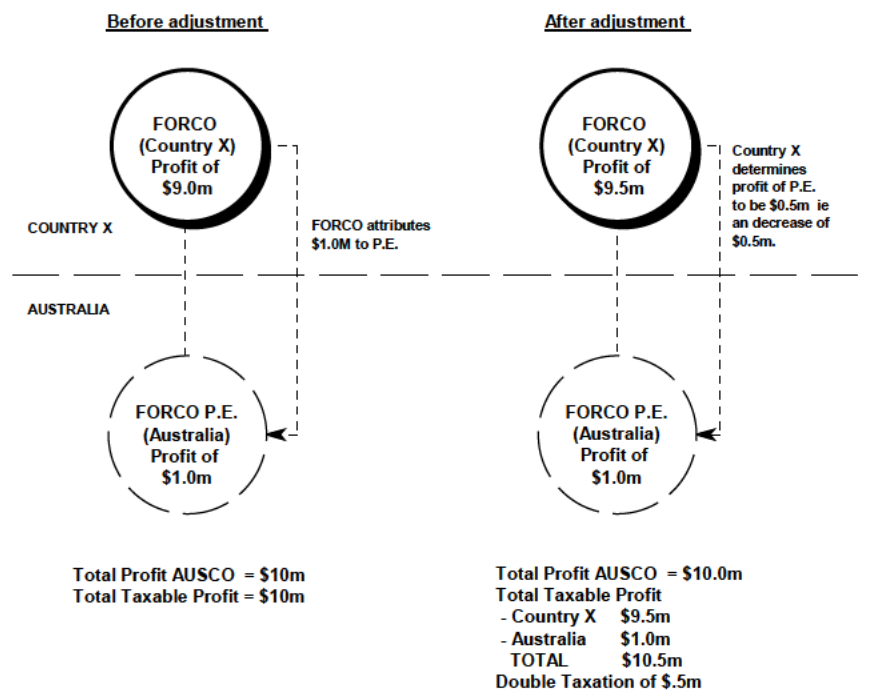 Before adjustment
FORCO
(Country X)
Profit of
$9.0m
COUNTRY X
FORCO attributes
$1.0M to P.E.
AUSTRALIA
FORCO P.E.
(Australia)
Profit of
$1.0m
Total Profit AUSCO = $10m
Total Taxable Profit = $10m
After adjustment
FORCO
(Country X)
Profit of
$9.5m
Country X
determines
profit of P.E.
to be $0.5m ie
an decrease of
$0.5m.
FORCO P.E.
(Australia)
Profit of
$1.0m
Total Profit AUSCO = $10.0m
Total Taxable Profit
- Country X $9.5m
- Australia $1.0m
TOTAL $10.5m
Double Taxation of $.5m